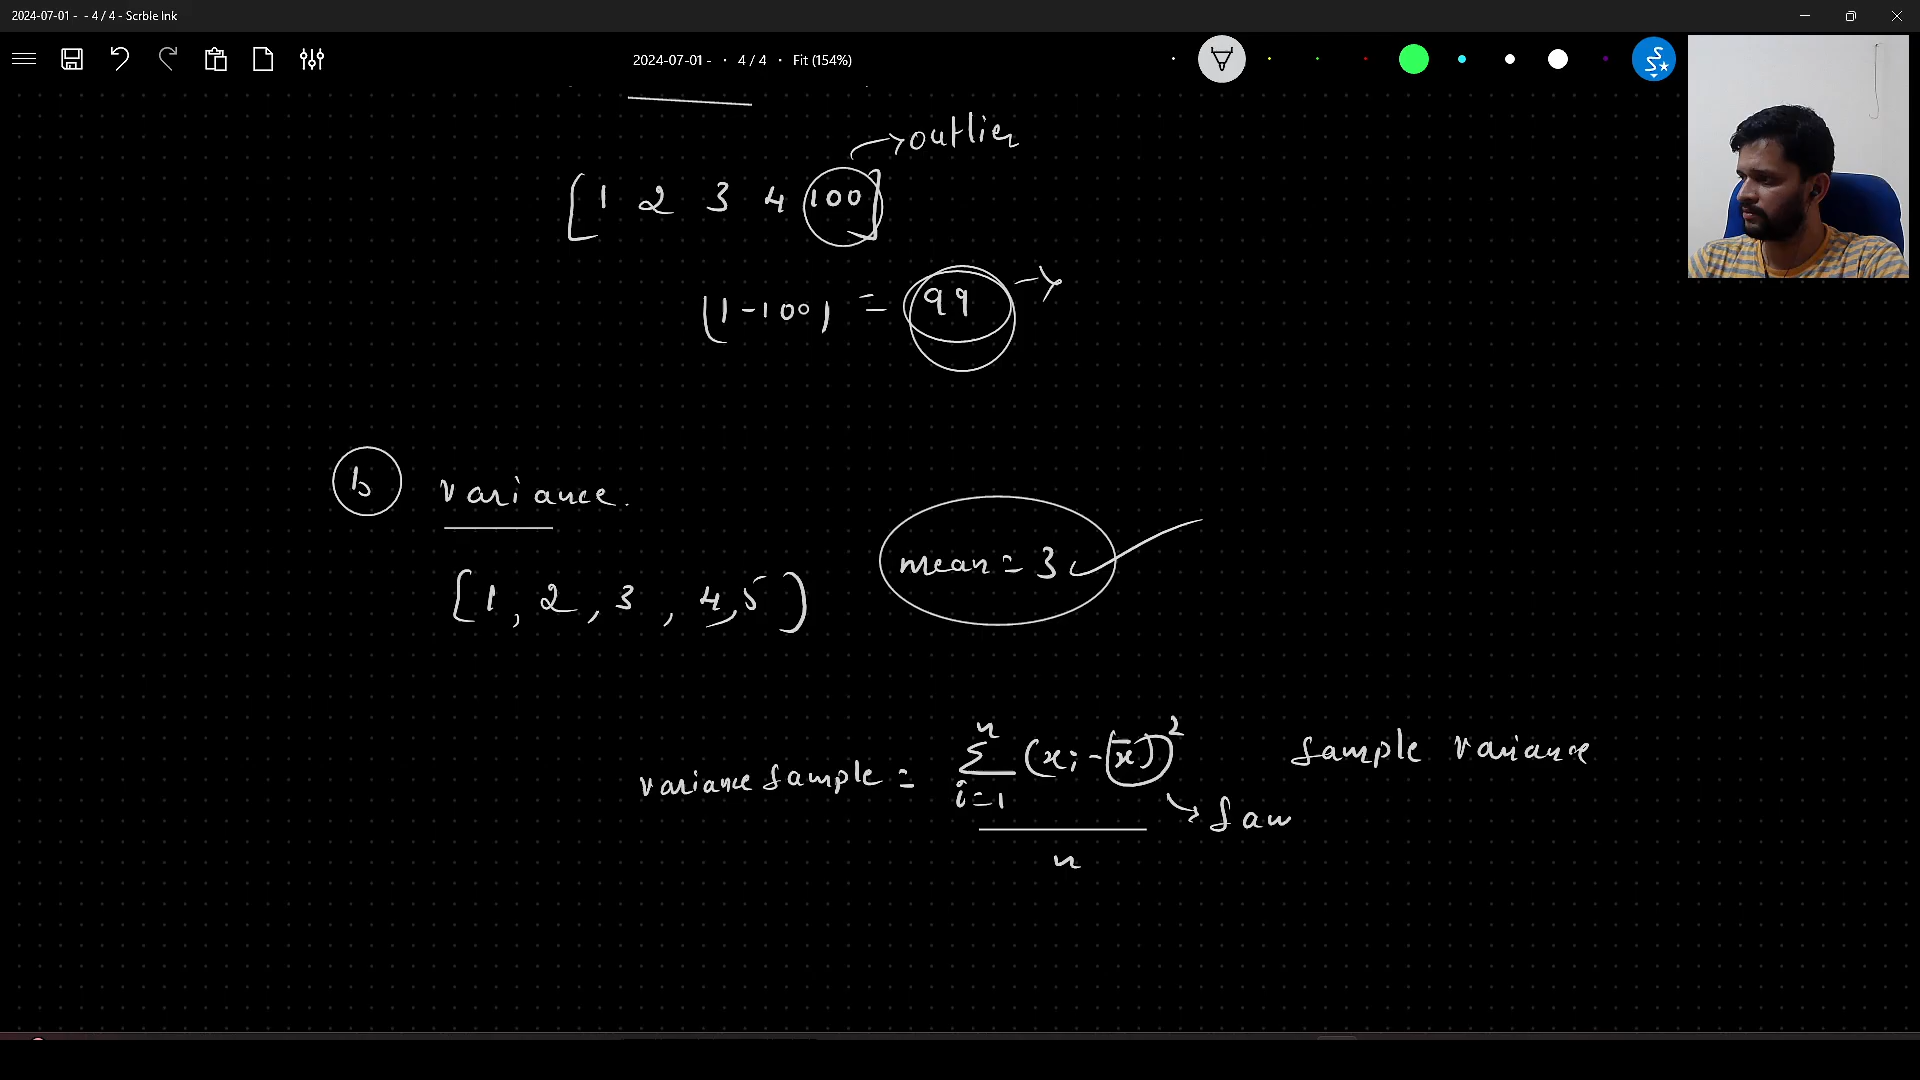 2024-07-01 - - 4 / 4 - Scrble Ink
2024-07-01 - • 4 / 4 • Fit (154%)
outlier
[1 2 3 4 100]
|1-100| = 99 →
b variance.
mean = 3
[1, 2, 3, 4, 5)
variance sample = n∑i=1 (xi - x̄)² / n
sample variance
→ sam